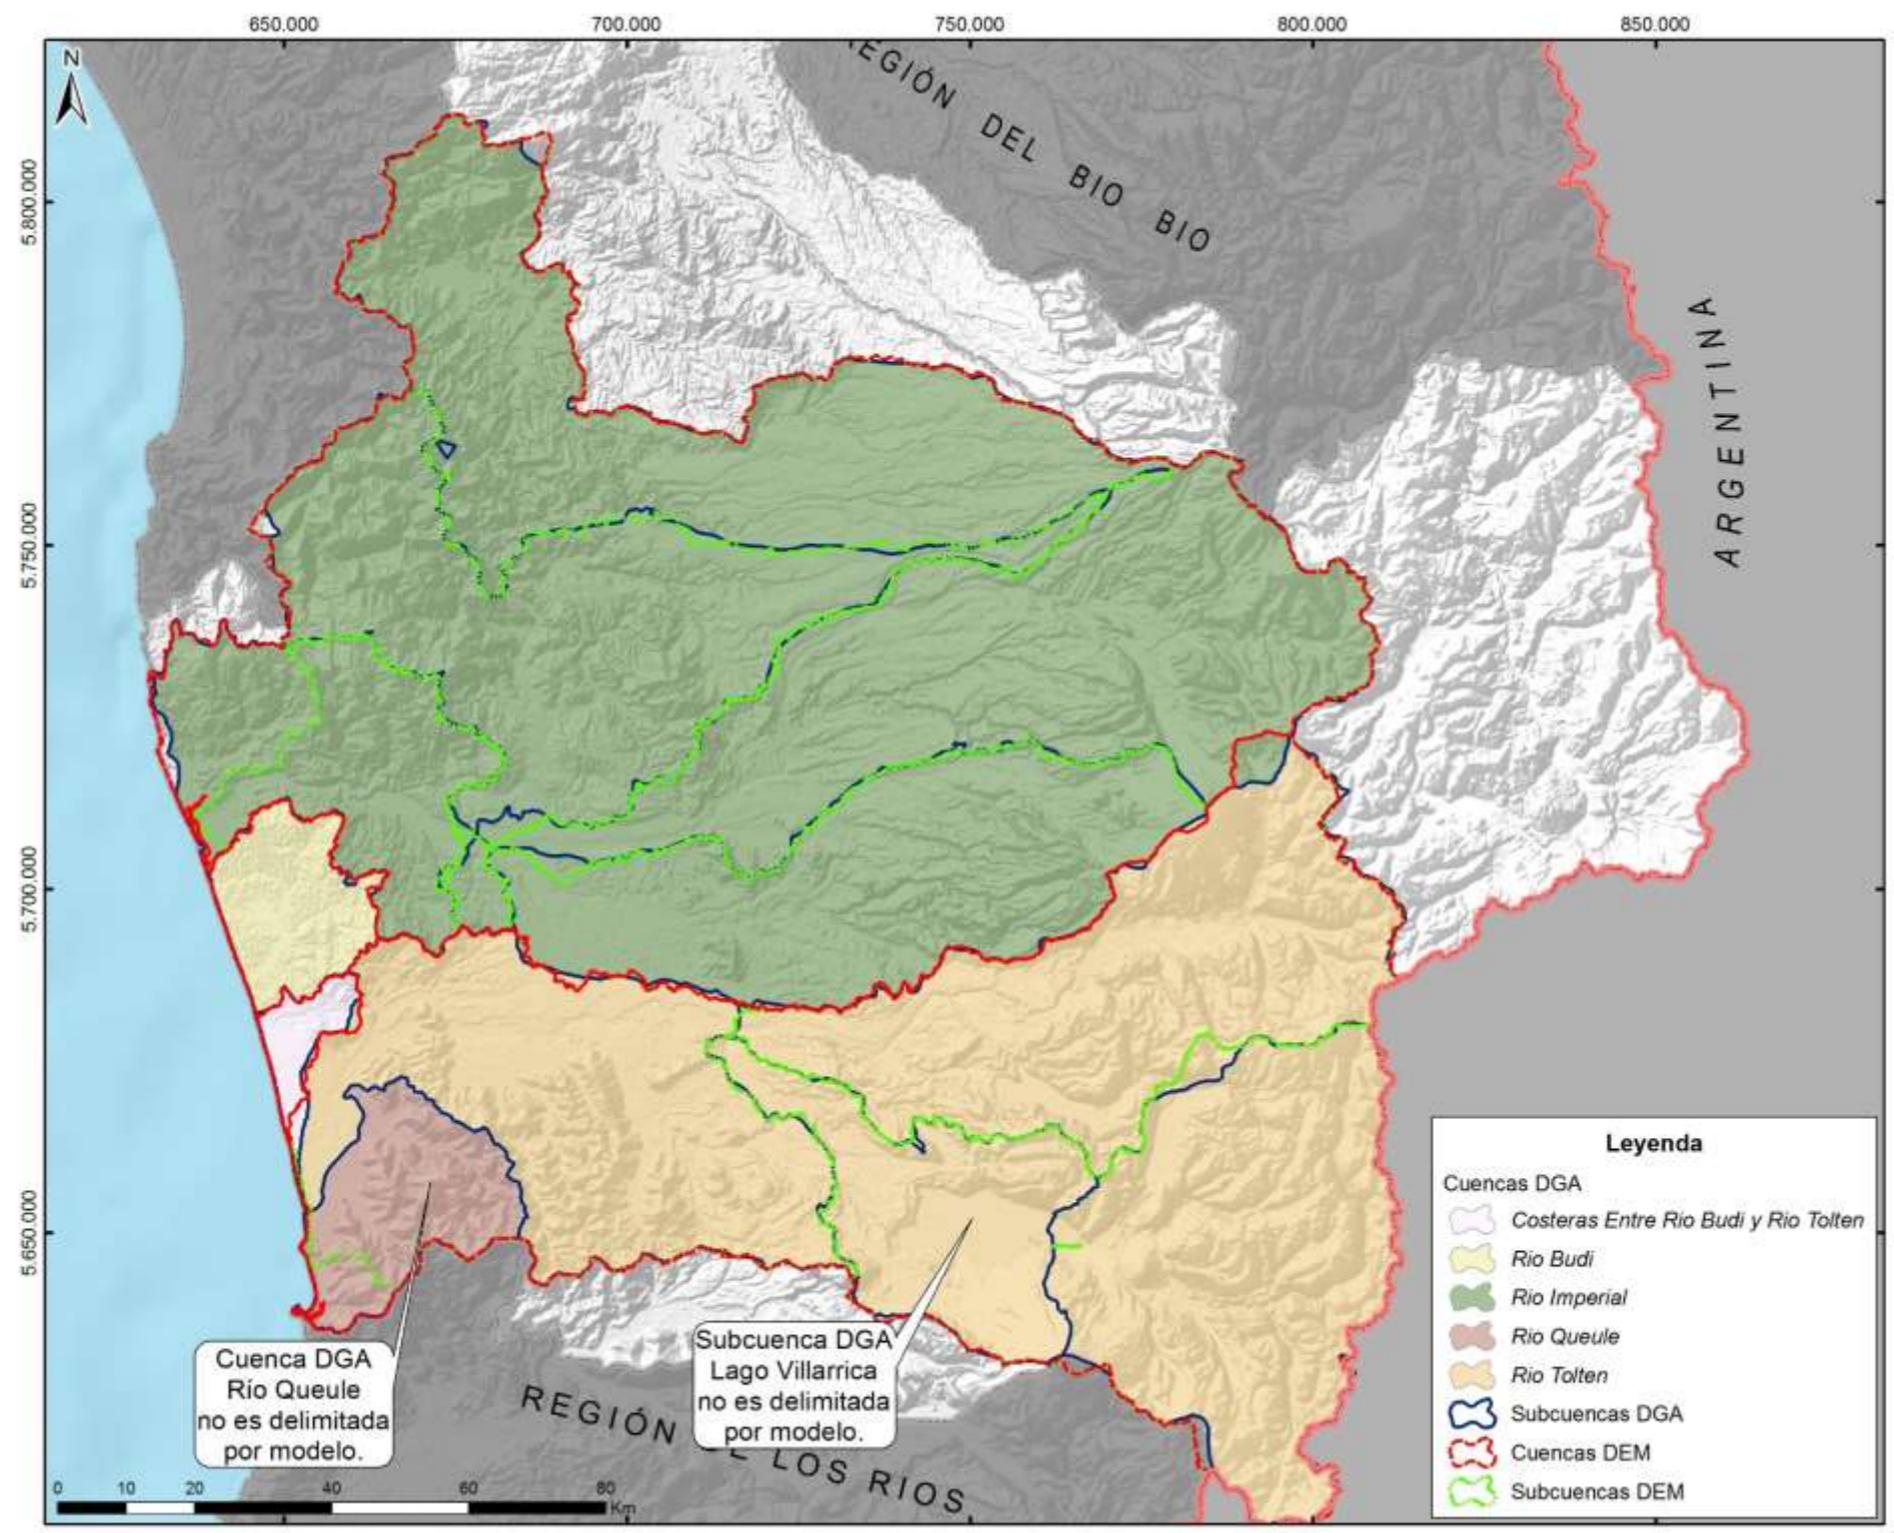 650.000 700.000 750.000 800.000 850.000
N
EGIÓN DEL BIO BIO
5.800.000
ARGENTINA
5.750.000
5.700.000
5.650.000
Cuenca DGA
Río Queule
no es delimitada
por modelo.
Subcuenca DGA
Lago Villarrica
no es delimitada
por modelo.
REGIÓN E LOS RIOS
0 10 20 40 60 80
Km
Leyenda
Cuencas DGA
Costeras Entre Rio Budi y Rio Tolten
Rio Budi
Rio Imperial
Rio Queule
Rio Tolten
Subcuencas DGA
Cuencas DEM
Subcuencas DEM